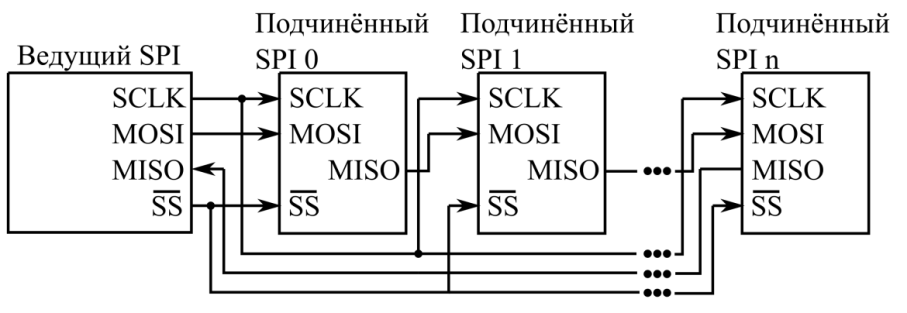 Ведущий SPI
SCLK
MOSI
MISO
SS
Подчинённый
SPI 0
SCLK
MOSI
MISO
SS
Подчинённый
SPI 1
SCLK
MOSI
MISO
SS
Подчинённый
SPI n
SCLK
MOSI
MISO
SS